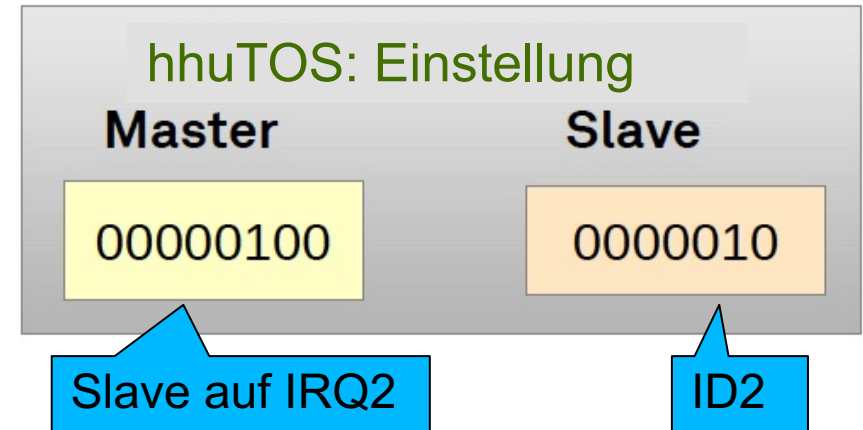 hhuTOS: Einstellung
Master Slave
00000100 0000010
Slave auf IRQ2 ID2